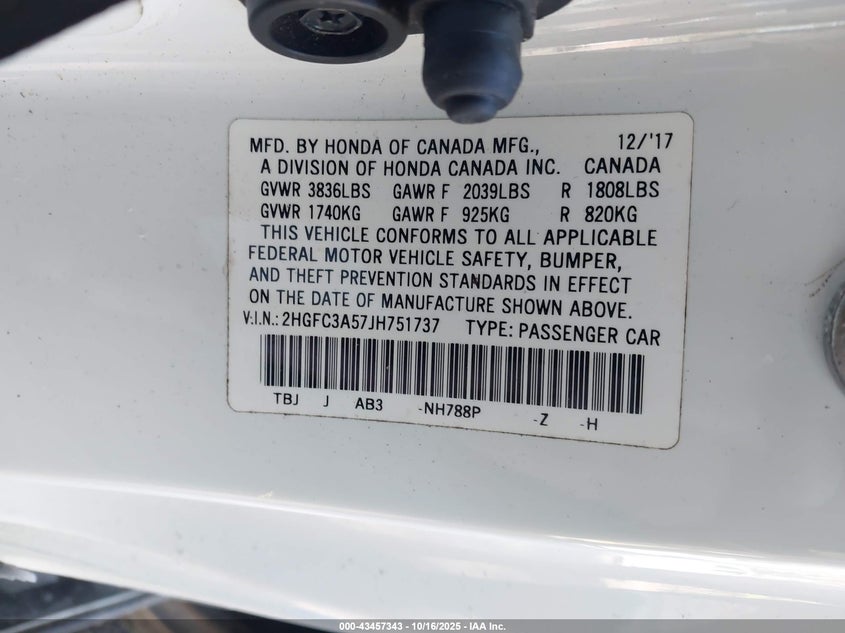 MFD. BY HONDA OF CANADA MFG., 12/'17
A DIVISION OF HONDA CANADA INC. CANADA
GVWR 3836LBS GAWR F 2039LBS R 1808LBS
GVWR 1740KG GAWR F 925KG R 820KG
THIS VEHICLE CONFORMS TO ALL APPLICABLE
FEDERAL MOTOR VEHICLE SAFETY, BUMPER,
AND THEFT PREVENTION STANDARDS IN EFFECT
ON THE DATE OF MANUFACTURE SHOWN ABOVE.
V.I.N.: 2HGFC3A57JH751737 TYPE: PASSENGER CAR
TBJ J AB3 -NH788P -Z -H
000-43457343 | 10/16/2025 | IAA Inc.